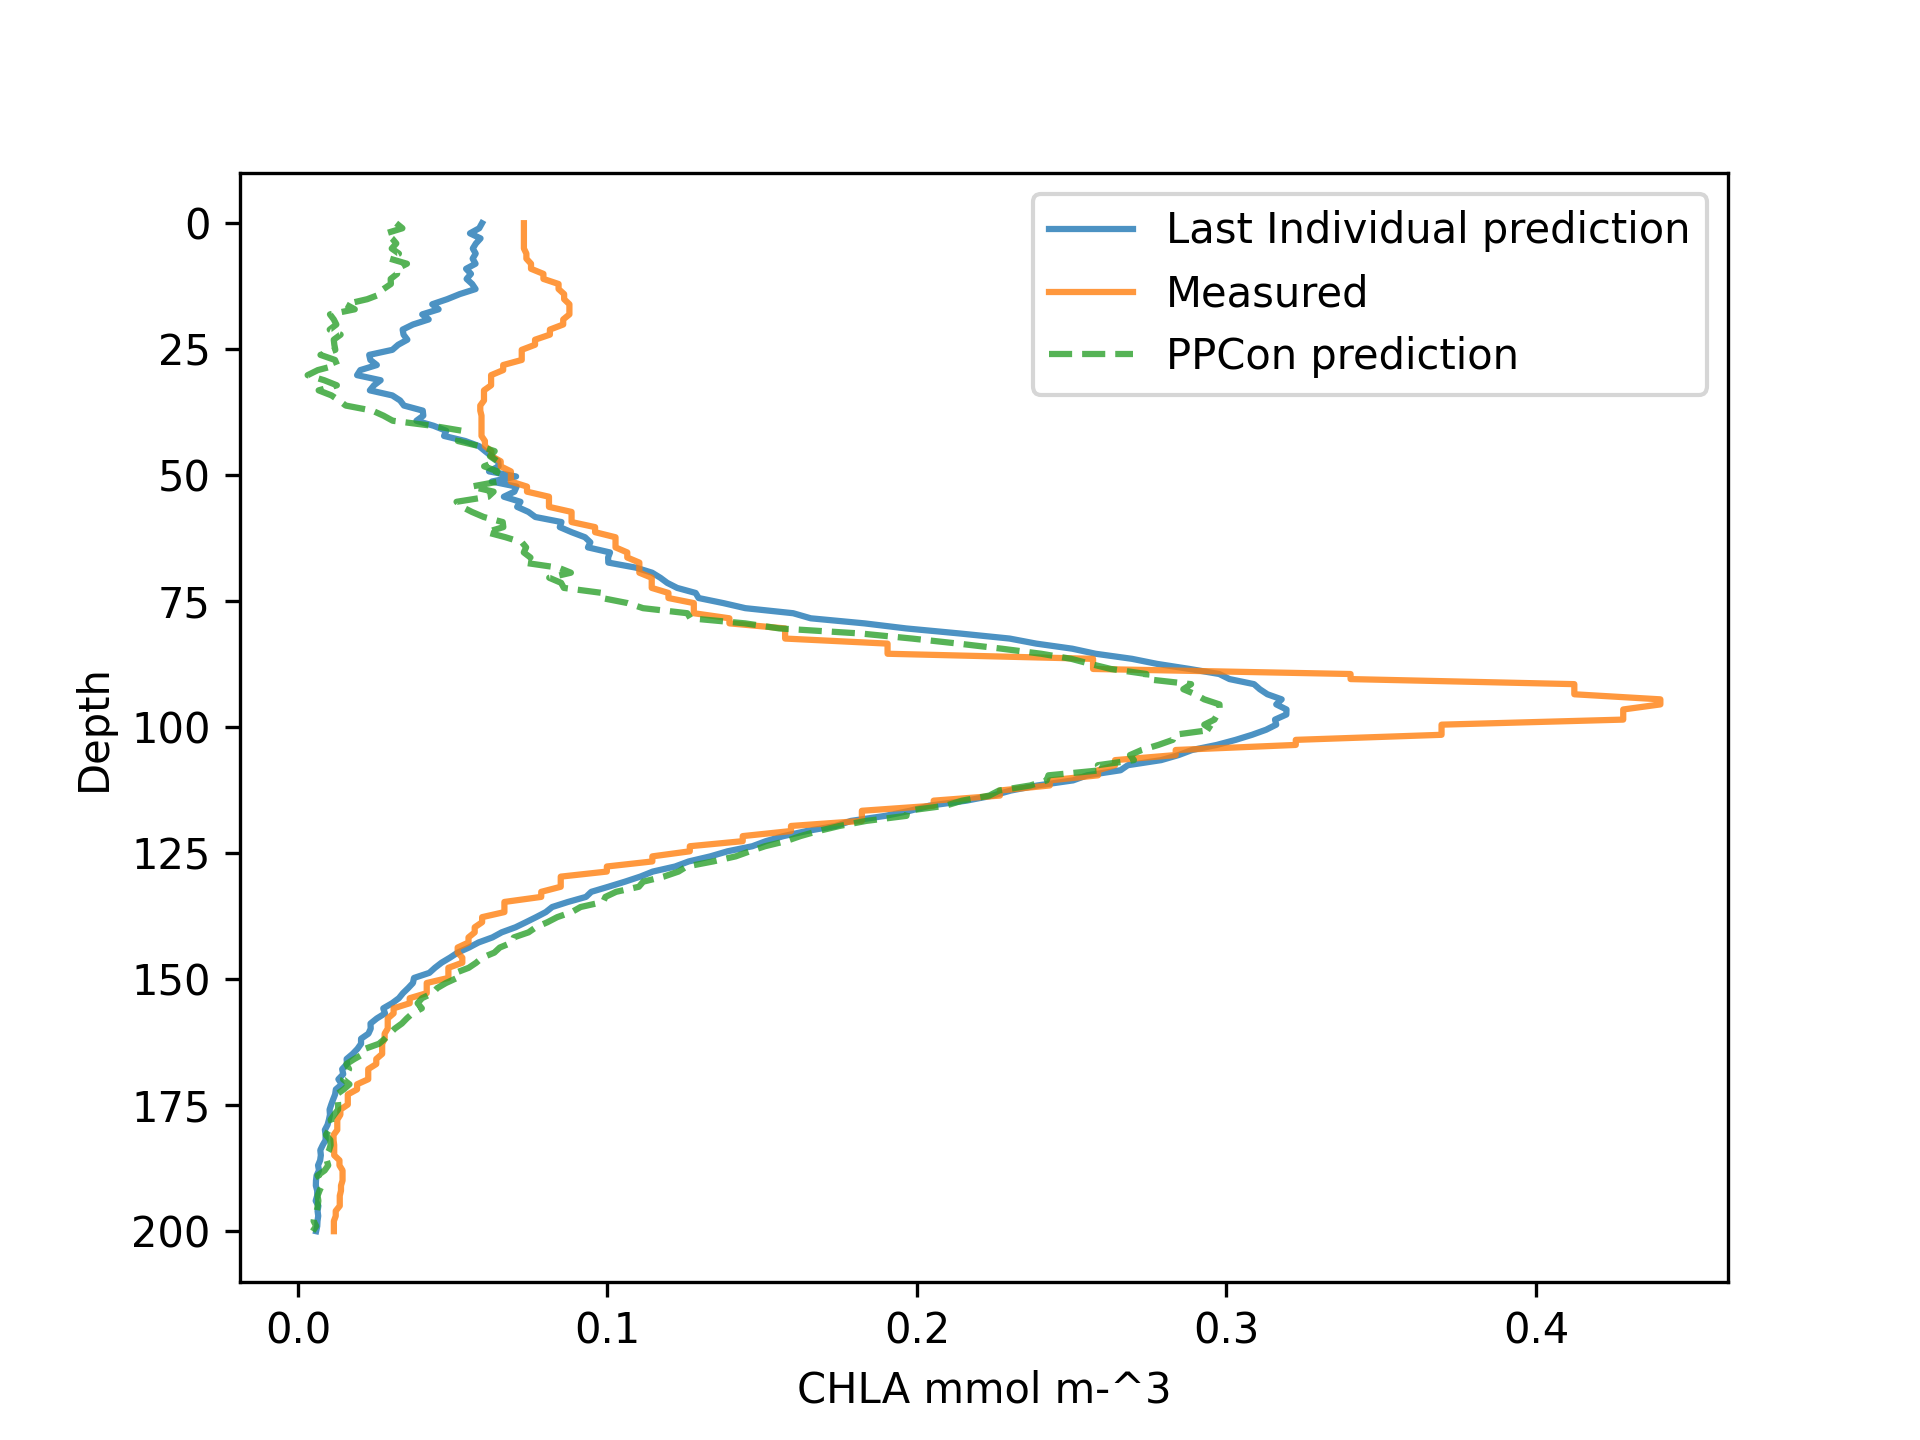 Last Individual prediction
Measured
PPCon prediction
0
25
50
75
100
125
150
175
200
Depth
0.0 0.1 0.2 0.3 0.4
CHLA mmol m-^3